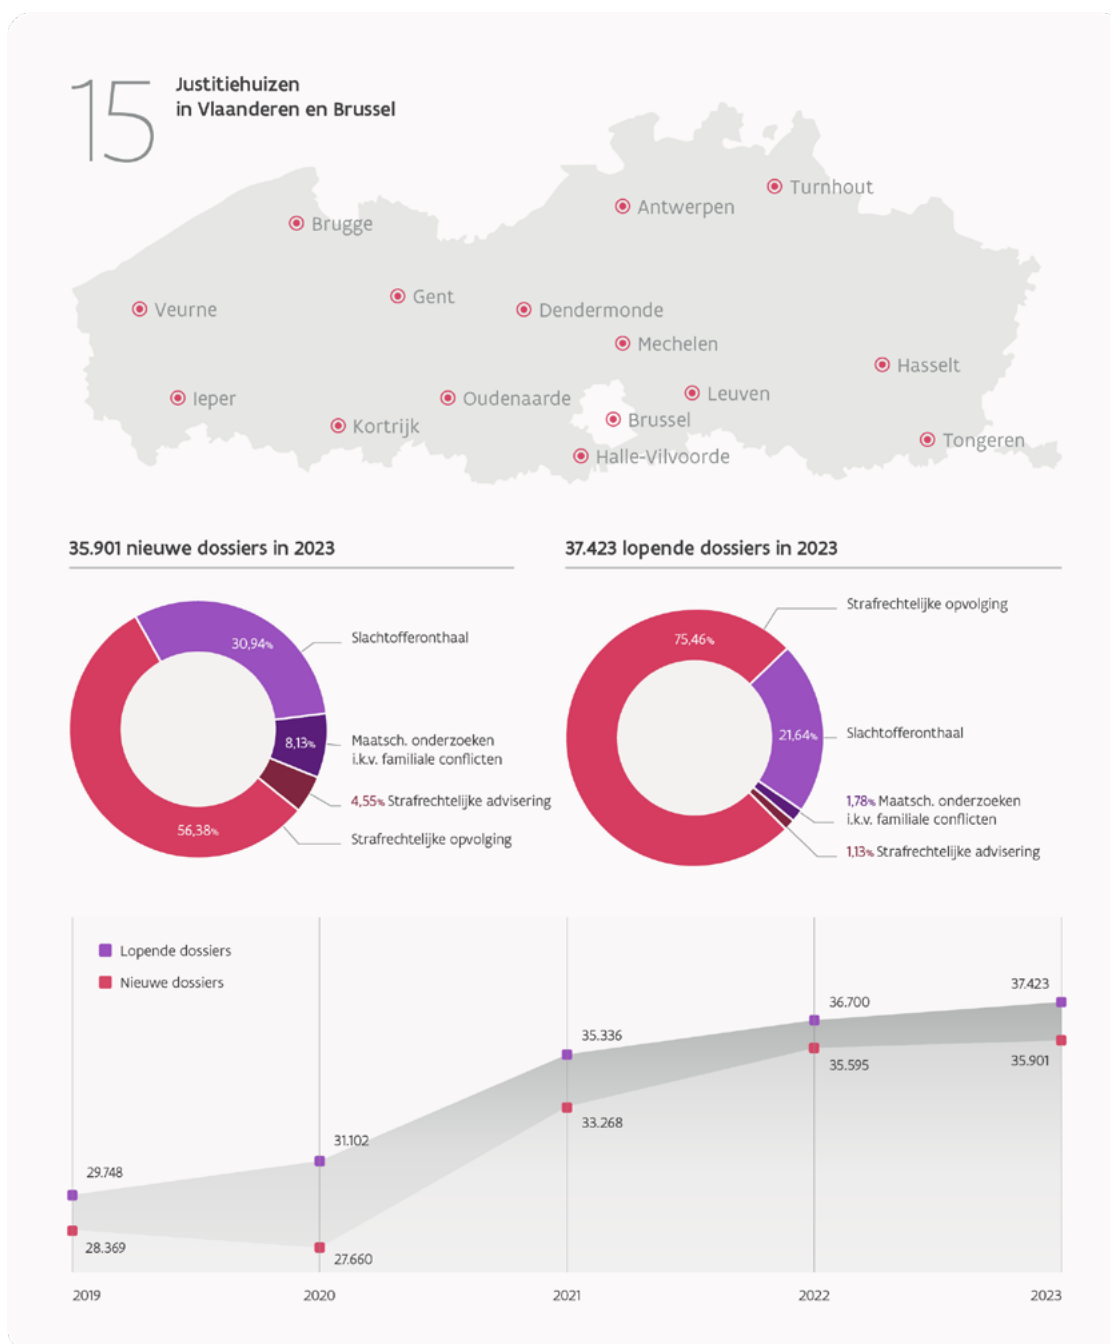 15
Justitiehuizen
in Vlaanderen en Brussel
Turnhout
Antwerpen
Brugge
Gent
Veurne
Dendermonde
Mechelen
Hasselt
Ieper
Oudenaarde
Leuven
Kortrijk
Brussel
Tongeren
Halle-Vilvoorde
35.901 nieuwe dossiers in 2023
30,94%
Slachtofferonthaal
8,13%
Maatsch. onderzoeken
i.k.v. familiale conflicten
4,55% Strafrechtelijke advisering
56,38%
Strafrechtelijke opvolging
37.423 lopende dossiers in 2023
Strafrechtelijke opvolging
75,46%
21,64%
Slachtofferonthaal
1,78% Maatsch. onderzoeken
i.k.v. familiale conflicten
1,13% Strafrechtelijke advisering
Lopende dossiers
Nieuwe dossiers
29.748
28.369
31.102
27.660
35.336
33.268
36.700
35.595
37.423
35.901
2019
2020
2021
2022
2023